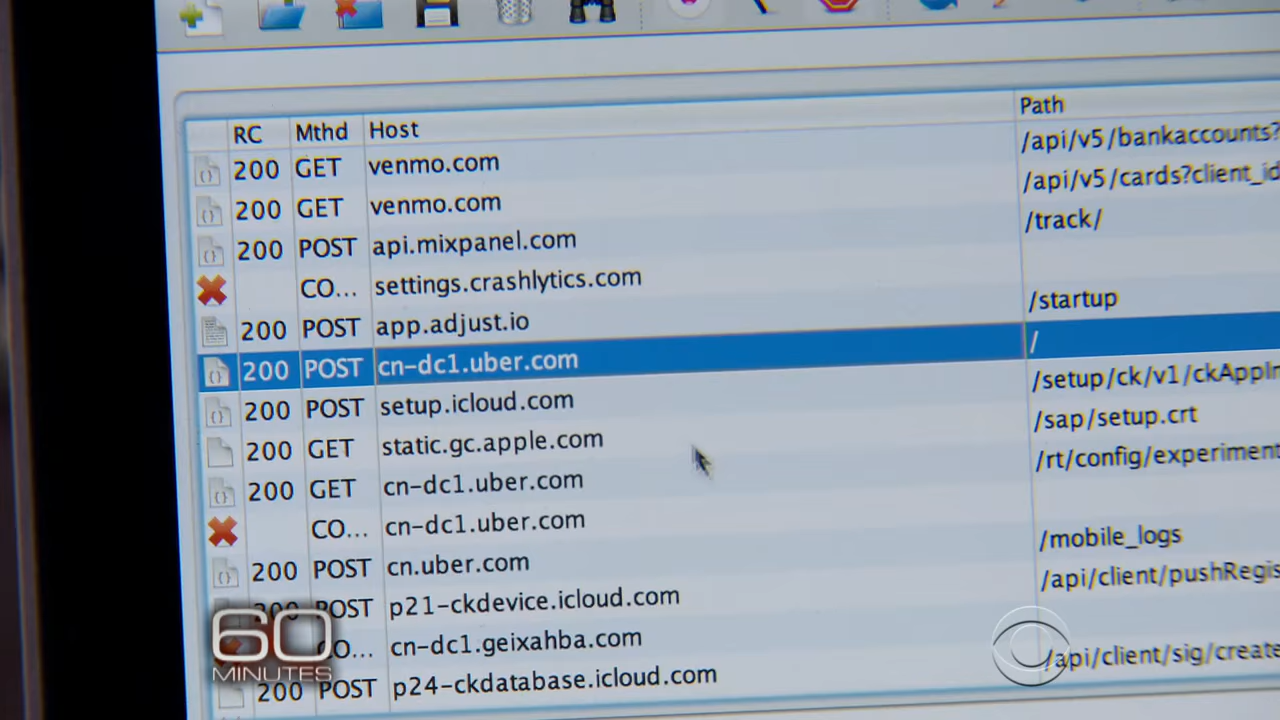 RC Mthd Host Path
200 GET venmo.com /api/v5/bankaccounts?
200 GET venmo.com /api/v5/cards?client_id
200 POST api.mixpanel.com /track/
CO... settings.crashlytics.com
200 POST app.adjust.io /startup
200 POST cn-dc1.uber.com /
200 POST setup.icloud.com /setup/ck/v1/ckAppIn
200 GET static.gc.apple.com /sap/setup.crt
200 GET cn-dc1.uber.com /rt/config/experiment
CO... cn-dc1.uber.com
200 POST cn.uber.com /mobile_logs
200 POST p21-ckdevice.icloud.com /api/client/pushRegis
CO... cn-dc1.geixahba.com
200 POST p24-ckdatabase.icloud.com /api/client/sig/create
60
MINUTES